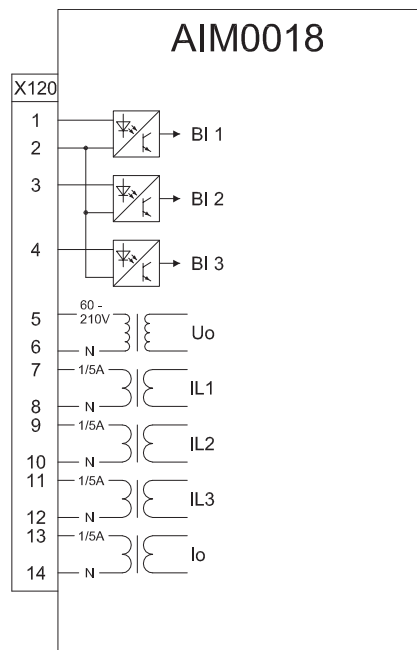 AIM0018
X120
1
2
BI 1
3
BI 2
4
BI 3
5
60 -
210V
Uo
6
N
7
1/5A
IL1
8
N
9
1/5A
IL2
10
N
11
1/5A
IL3
12
N
13
1/5A
Io
14
N